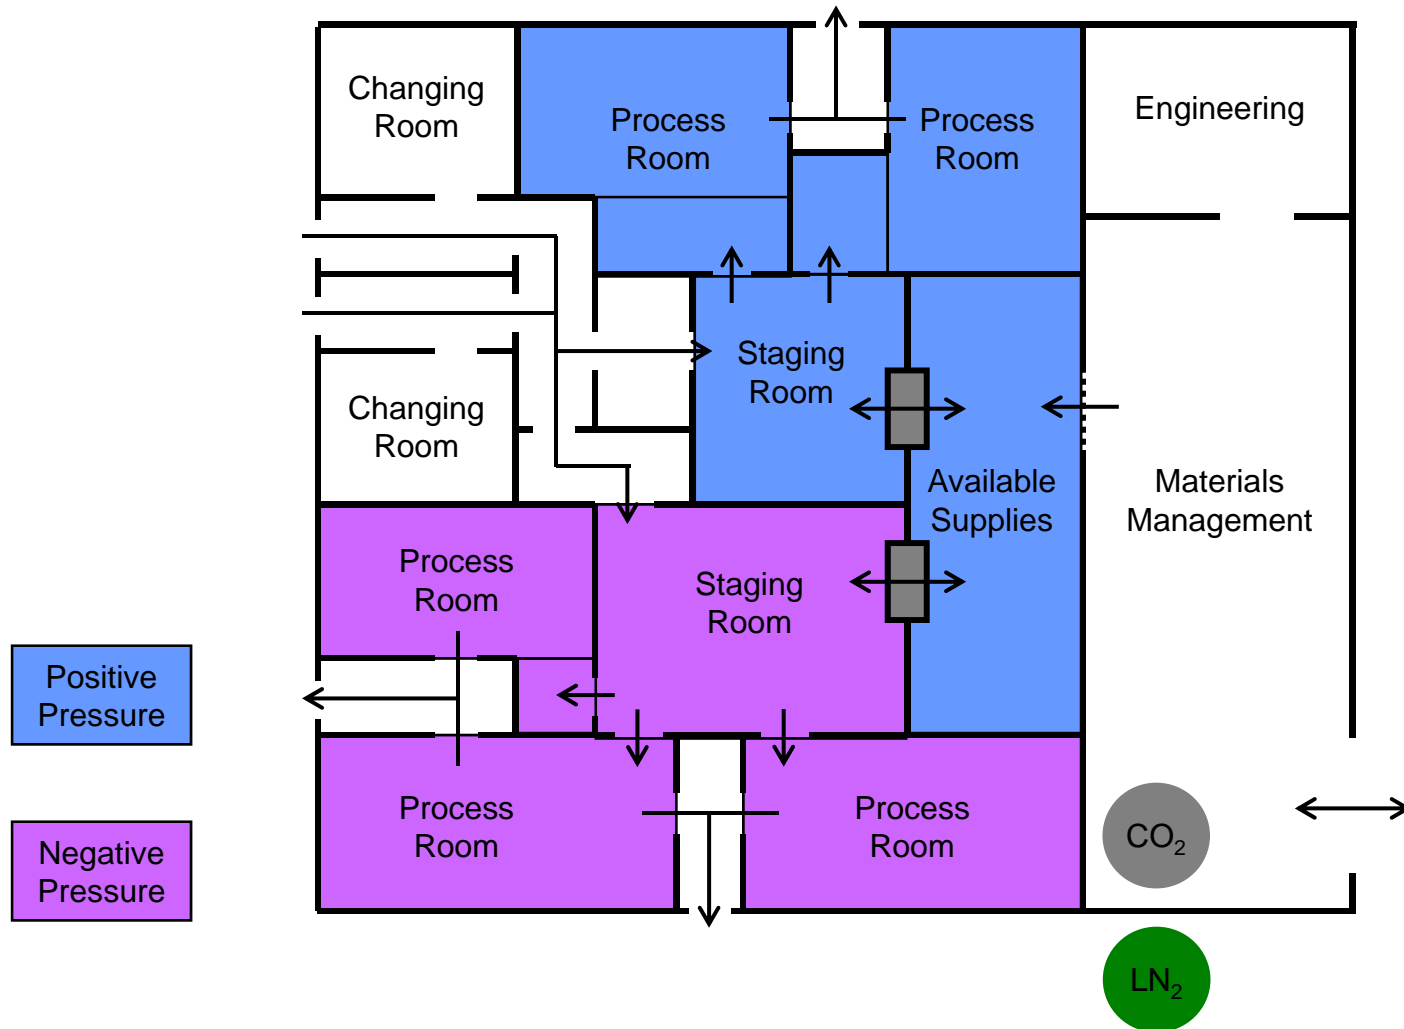 Changing
Room
Process
Room
Process
Room
Engineering
Staging
Room
Changing
Room
Available
Supplies
Materials
Management
Process
Room
Staging
Room
Positive
Pressure
Process
Room
Process
Room
CO₂
Negative
Pressure
LN₂